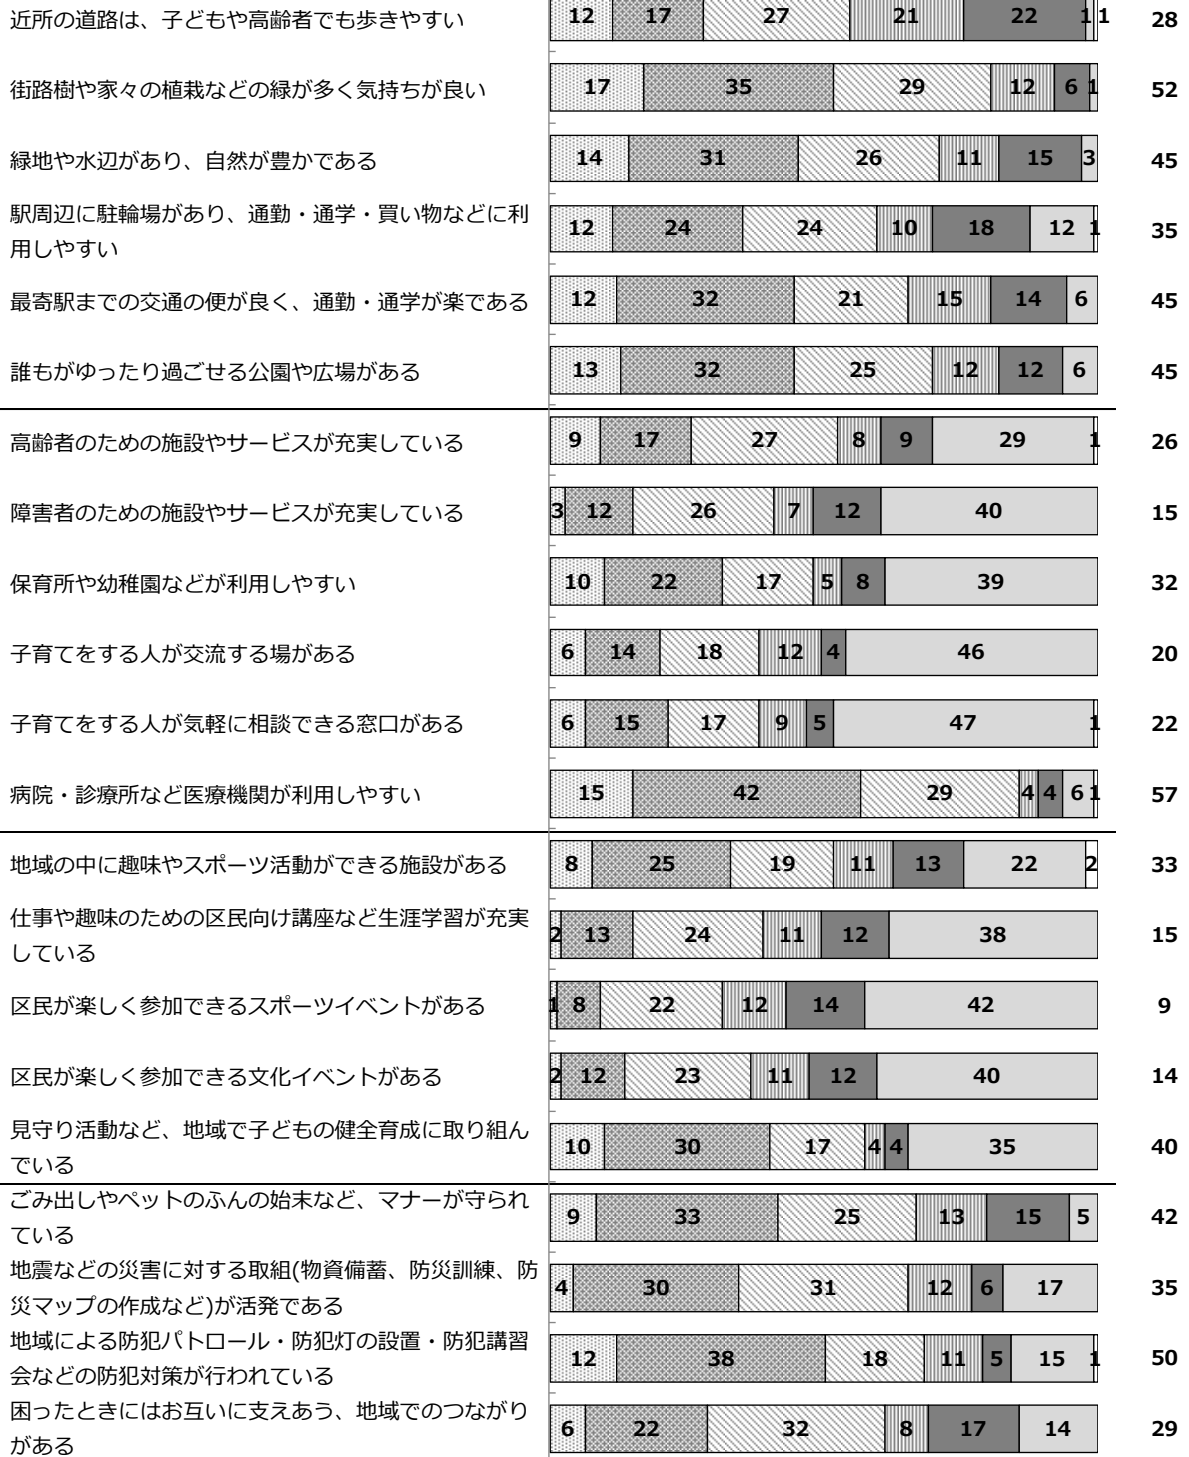 近所の道路は、子どもや高齢者でも歩きやすい 12 17 27 21 22 1 1 28
街路樹や家々の植栽などの緑が多く気持ちが良い 17 35 29 12 6 1 52
緑地や水辺があり、自然が豊かである 14 31 26 11 15 3 45
駅周辺に駐輪場があり、通勤・通学・買い物などに利
用しやすい 12 24 24 10 18 12 1 35
最寄駅までの交通の便が良く、通勤・通学が楽である 12 32 21 15 14 6 45
誰もがゆったり過ごせる公園や広場がある 13 32 25 12 12 6 45
高齢者のための施設やサービスが充実している 9 17 27 8 9 29 1 26
障害者のための施設やサービスが充実している 3 12 26 7 12 40 15
保育所や幼稚園などが利用しやすい 10 22 17 5 8 39 32
子育てをする人が交流する場がある 6 14 18 12 4 46 20
子育てをする人が気軽に相談できる窓口がある 6 15 17 9 5 47 1 22
病院・診療所など医療機関が利用しやすい 15 42 29 4 4 6 1 57
地域の中に趣味やスポーツ活動ができる施設がある 8 25 19 11 13 22 2 33
仕事や趣味のための区民向け講座など生涯学習が充実
している 2 13 24 11 12 38 15
区民が楽しく参加できるスポーツイベントがある 1 8 22 12 14 42 9
区民が楽しく参加できる文化イベントがある 2 12 23 11 12 40 14
見守り活動など、地域で子どもの健全育成に取り組ん
でいる 10 30 17 4 4 35 40
ごみ出しやペットのふんの始末など、マナーが守られ
ている 9 33 25 13 15 5 42
地震などの災害に対する取組(物資備蓄、防災訓練、防
災マップの作成など)が活発である 4 30 31 12 6 17 35
地域による防犯パトロール・防犯灯の設置・防犯講習
会などの防犯対策が行われている 12 38 18 11 5 15 1 50
困ったときにはお互いに支えあう、地域でのつながり
がある 6 22 32 8 17 14 29